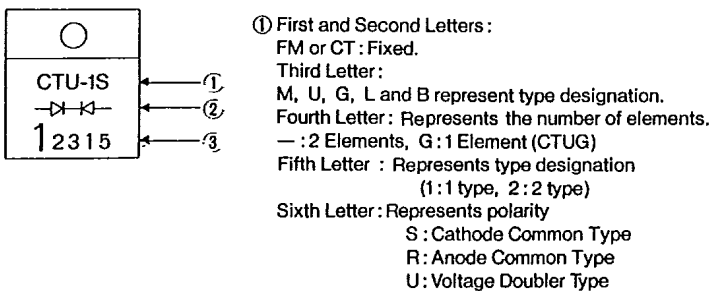 CTU-1S
12315
①
②
③
① First and Second Letters :
FM or CT : Fixed.
Third Letter :
M, U, G, L and B represent type designation.
Fourth Letter : Represents the number of elements.
— : 2 Elements, G : 1 Element (CTUG)
Fifth Letter : Represents type designation
(1 : 1 type, 2 : 2 type)
Sixth Letter : Represents polarity
S : Cathode Common Type
R : Anode Common Type
U : Voltage Doubler Type